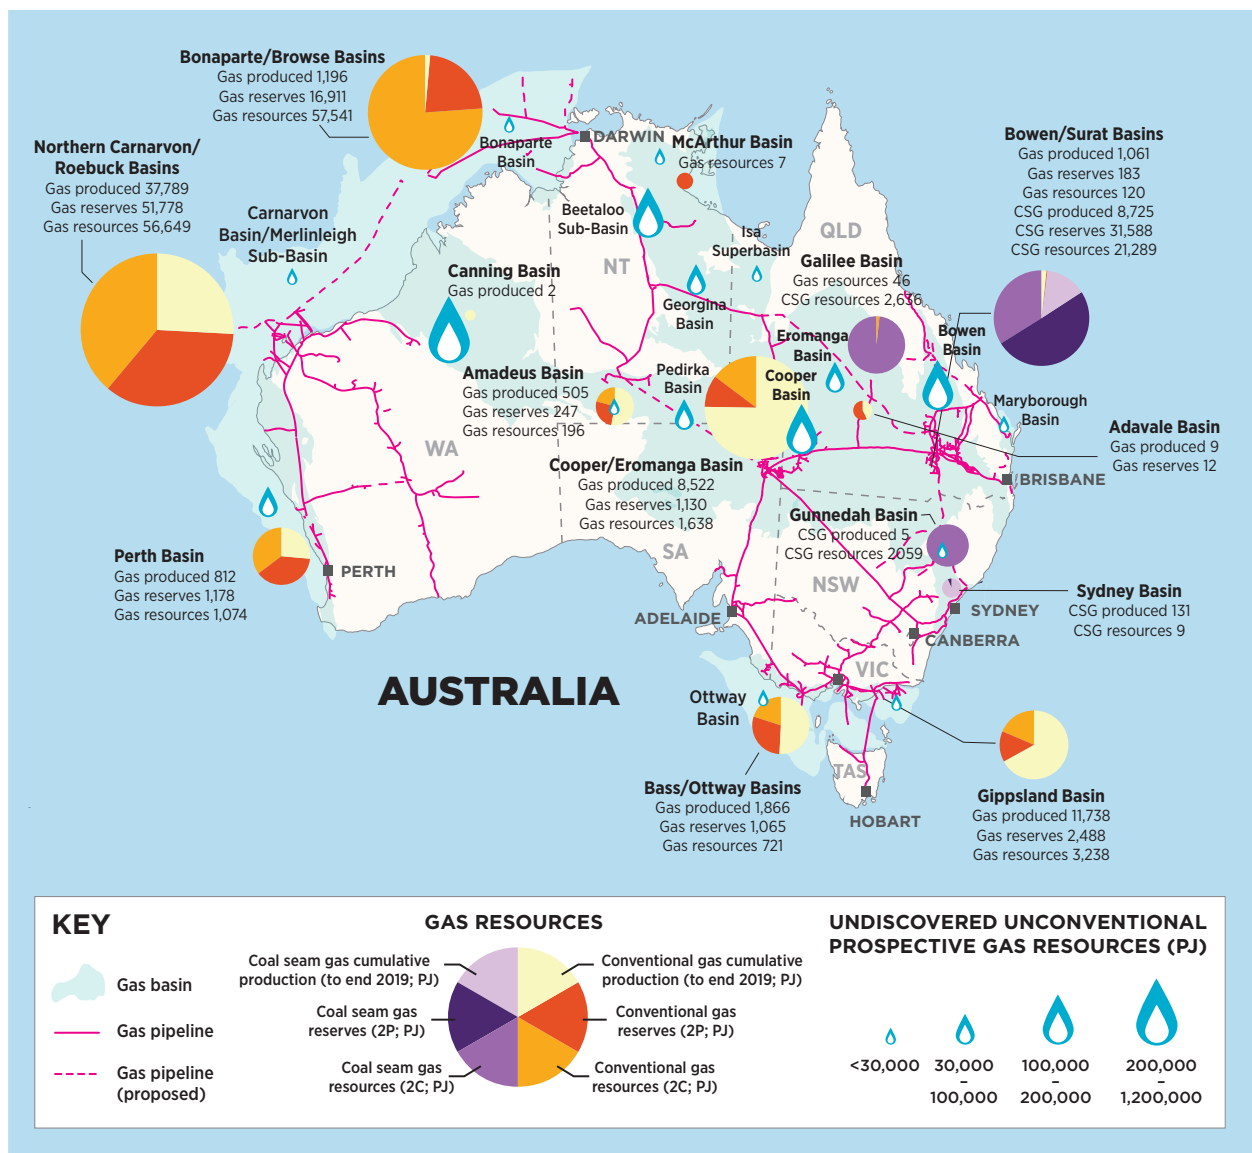 Bonaparte/Browse Basins
Gas produced 1,196
Gas reserves 16,911
Gas resources 57,541
Northern Carnarvon/
Roebuck Basins
Gas produced 37,789
Gas reserves 51,778
Gas resources 56,649
Carnarvon
Basin/Merlinleigh
Sub-Basin
Bonaparte
Basin
DARWIN
McArthur Basin
Gas resources 7
Beetaloo
Sub-Basin
NT
Isa
Superbasin
Georgina
Basin
QLD
Galilee Basin
Gas resources 46
CSG resources 2,636
Bowen/Surat Basins
Gas produced 1,061
Gas reserves 183
Gas resources 120
CSG produced 8,725
CSG reserves 31,588
CSG resources 21,289
Canning Basin
Gas produced 2
Eromanga
Basin
Bowen
Basin
Cooper
Basin
Pedirka
Basin
Amadeus Basin
Gas produced 505
Gas reserves 247
Gas resources 196
Maryborough
Basin
Adavale Basin
Gas produced 9
Gas reserves 12
WA
Cooper/Eromanga Basin
Gas produced 8,522
Gas reserves 1,130
Gas resources 1,638
BRISBANE
Gunnedah Basin
CSG produced 5
CSG resources 2059
SA
Perth Basin
Gas produced 812
Gas reserves 1,178
Gas resources 1,074
PERTH
NSW
Sydney Basin
CSG produced 131
CSG resources 9
ADELAIDE
SYDNEY
CANBERRA
VIC
AUSTRALIA
Ottway
Basin
TAS
Bass/Ottway Basins
Gas produced 1,866
Gas reserves 1,065
Gas resources 721
HOBART
Gippsland Basin
Gas produced 11,738
Gas reserves 2,488
Gas resources 3,238
KEY
Gas basin
Gas pipeline
Gas pipeline
(proposed)
GAS RESOURCES
Coal seam gas cumulative
production (to end 2019; PJ)
Coal seam gas
reserves (2P; PJ)
Coal seam gas
resources (2C; PJ)
Conventional gas cumulative
production (to end 2019; PJ)
Conventional gas
reserves (2P; PJ)
Conventional gas
resources (2C; PJ)
UNDISCOVERED UNCONVENTIONAL
PROSPECTIVE GAS RESOURCES (PJ)
<30,000
30,000
–
100,000
100,000
–
200,000
200,000
–
1,200,000